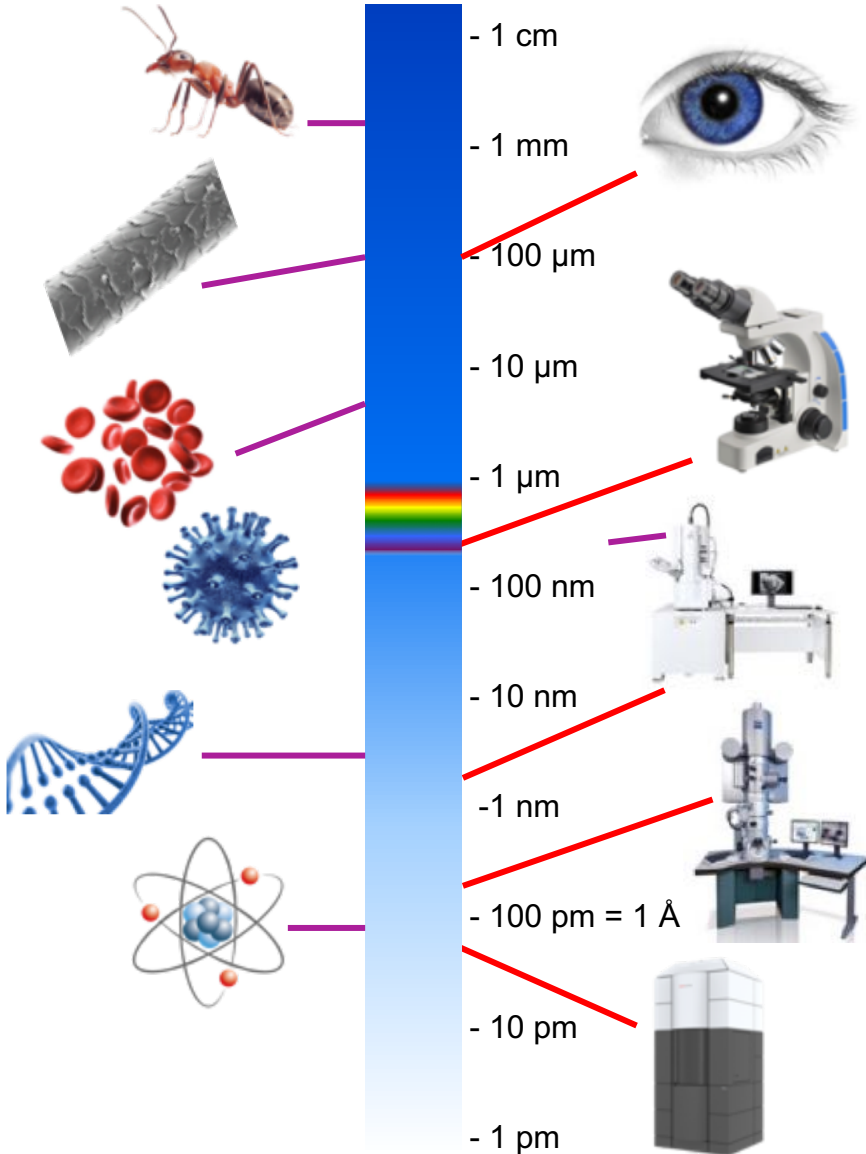 - 1 cm
- 1 mm
- 100 µm
- 10 µm
- 1 µm
- 100 nm
- 10 nm
-1 nm
- 100 pm = 1 Å
- 10 pm
- 1 pm